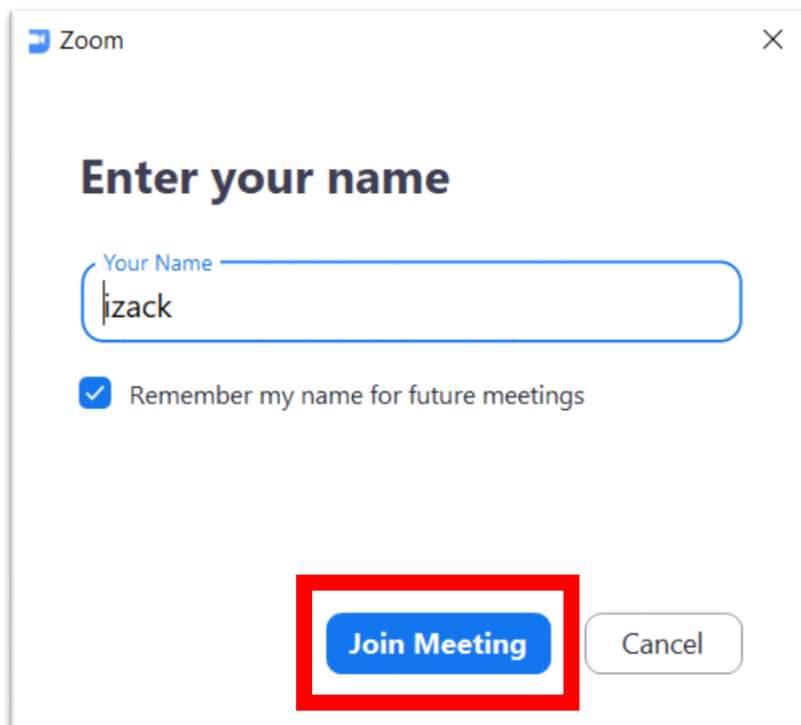 Zoom
Enter your name
Your Name
izack
Remember my name for future meetings
Join Meeting Cancel